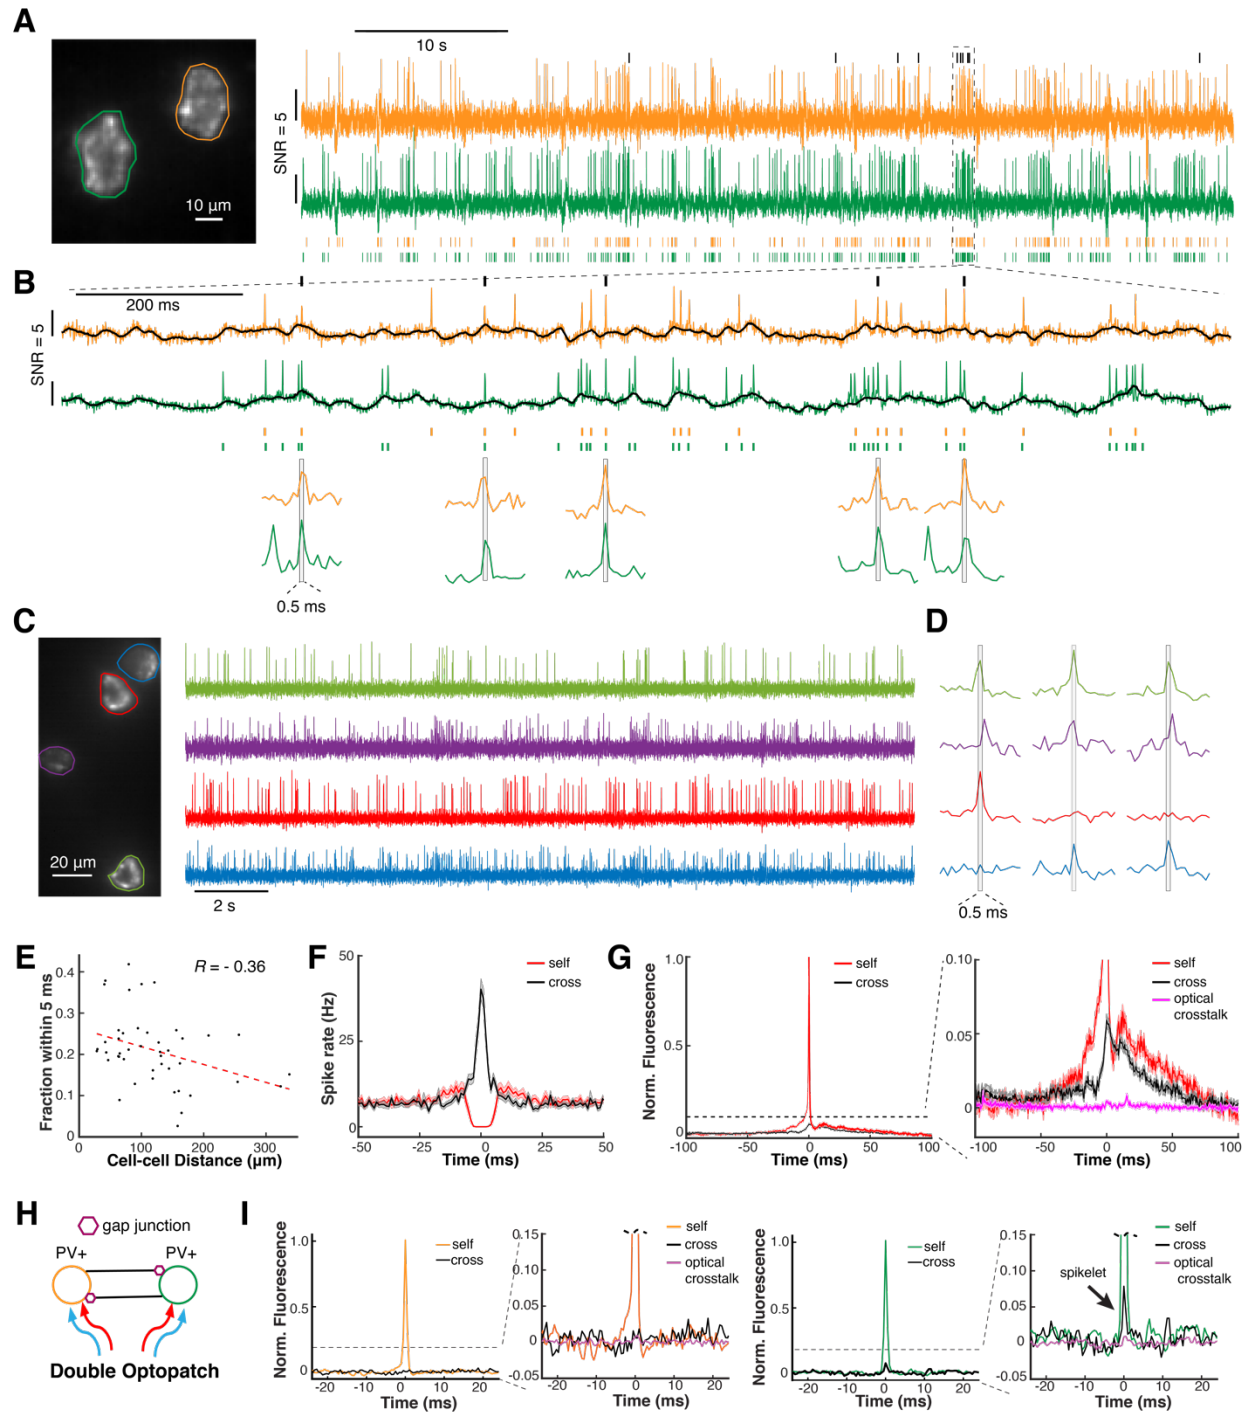 A
10 s
SNR = 5
10 µm
B
200 ms
SNR = 5
0.5 ms
C
D
20 µm
2 s
0.5 ms
E
R = - 0.36
Fraction within 5 ms
0.4
0.3
0.2
0.1
0
0
100
200
300
Cell-cell Distance (µm)
F
self
cross
Spike rate (Hz)
50
25
0
-50
-25
0
25
50
Time (ms)
G
self
cross
Norm. Fluorescence
1.0
0.5
0
-100
-50
0
50
100
Time (ms)
self
cross
optical
crosstalk
0.10
0.05
0
-100
-50
0
50
100
Time (ms)
H
gap junction
PV+
PV+
Double Optopatch
I
self
cross
Norm. Fluorescence
1.0
0.5
0
-20
0
20
Time (ms)
self
cross
optical
crosstalk
0.15
0.10
0.05
0
-0.05
-20
-10
0
10
20
Time (ms)
self
cross
Norm. Fluorescence
1.0
0.5
0
-20
-10
0
10
20
Time (ms)
self
cross
optical
crosstalk
spikelet
0.15
0.10
0.05
0
-0.05
-20
-10
0
10
20
Time (ms)